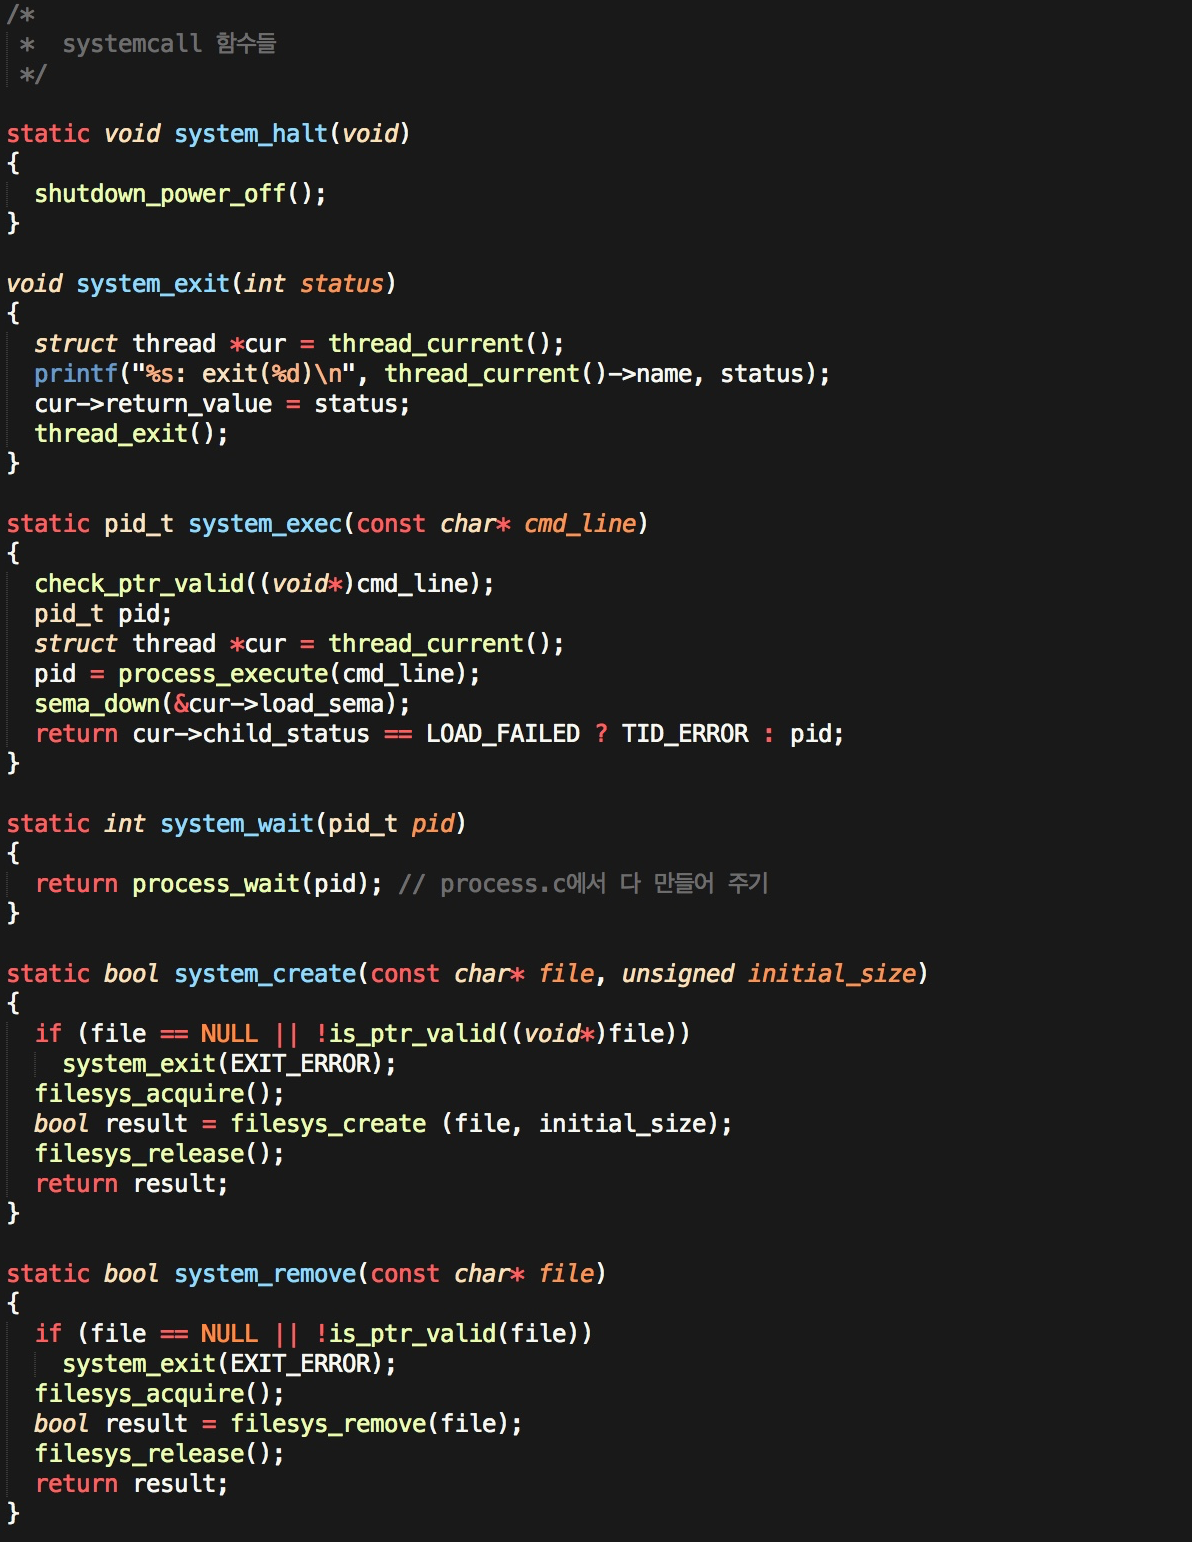 /*
 *  systemcall 함수들
 */

static void system_halt(void)
{
  shutdown_power_off();
}

void system_exit(int status)
{
  struct thread *cur = thread_current();
  printf("%s: exit(%d)\n", thread_current()->name, status);
  cur->return_value = status;
  thread_exit();
}

static pid_t system_exec(const char* cmd_line)
{
  check_ptr_valid((void*)cmd_line);
  pid_t pid;
  struct thread *cur = thread_current();
  pid = process_execute(cmd_line);
  sema_down(&cur->load_sema);
  return cur->child_status == LOAD_FAILED ? TID_ERROR : pid;
}

static int system_wait(pid_t pid)
{
  return process_wait(pid); // process.c에서 다 만들어 주기
}

static bool system_create(const char* file, unsigned initial_size)
{
  if (file == NULL || !is_ptr_valid((void*)file))
    system_exit(EXIT_ERROR);
  filesys_acquire();
  bool result = filesys_create (file, initial_size);
  filesys_release();
  return result;
}

static bool system_remove(const char* file)
{
  if (file == NULL || !is_ptr_valid(file))
    system_exit(EXIT_ERROR);
  filesys_acquire();
  bool result = filesys_remove(file);
  filesys_release();
  return result;
}